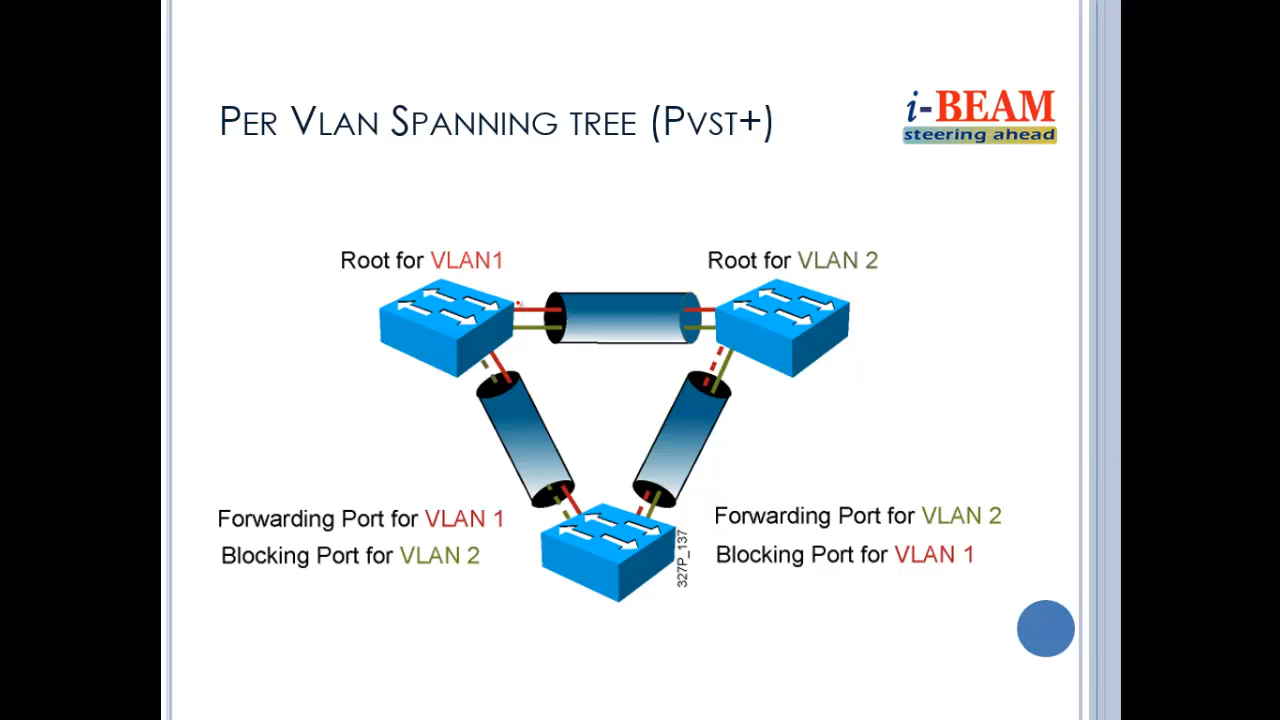 PER VLAN SPANNING TREE (PVST+)
i-BEAM
steering ahead
Root for VLAN1
Root for VLAN 2
Forwarding Port for VLAN 1
Blocking Port for VLAN 2
Forwarding Port for VLAN 2
Blocking Port for VLAN 1
327P_137